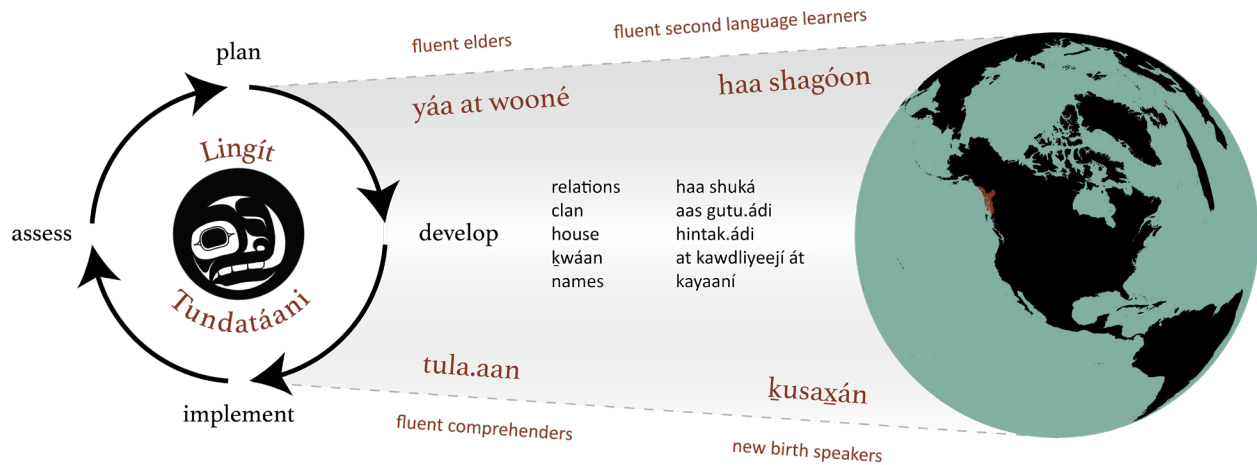 plan
fluent elders
fluent second language learners
yáa at wooné
haa shagóon
Lingít
Tundatáani
assess
develop
relations
clan
house
ḵwáan
names
haa shuká
aas gutu.ádi
hintak.ádi
at kawdliyeejí át
kayaaní
tula.aan
ḵusax̱án
implement
fluent comprehenders
new birth speakers